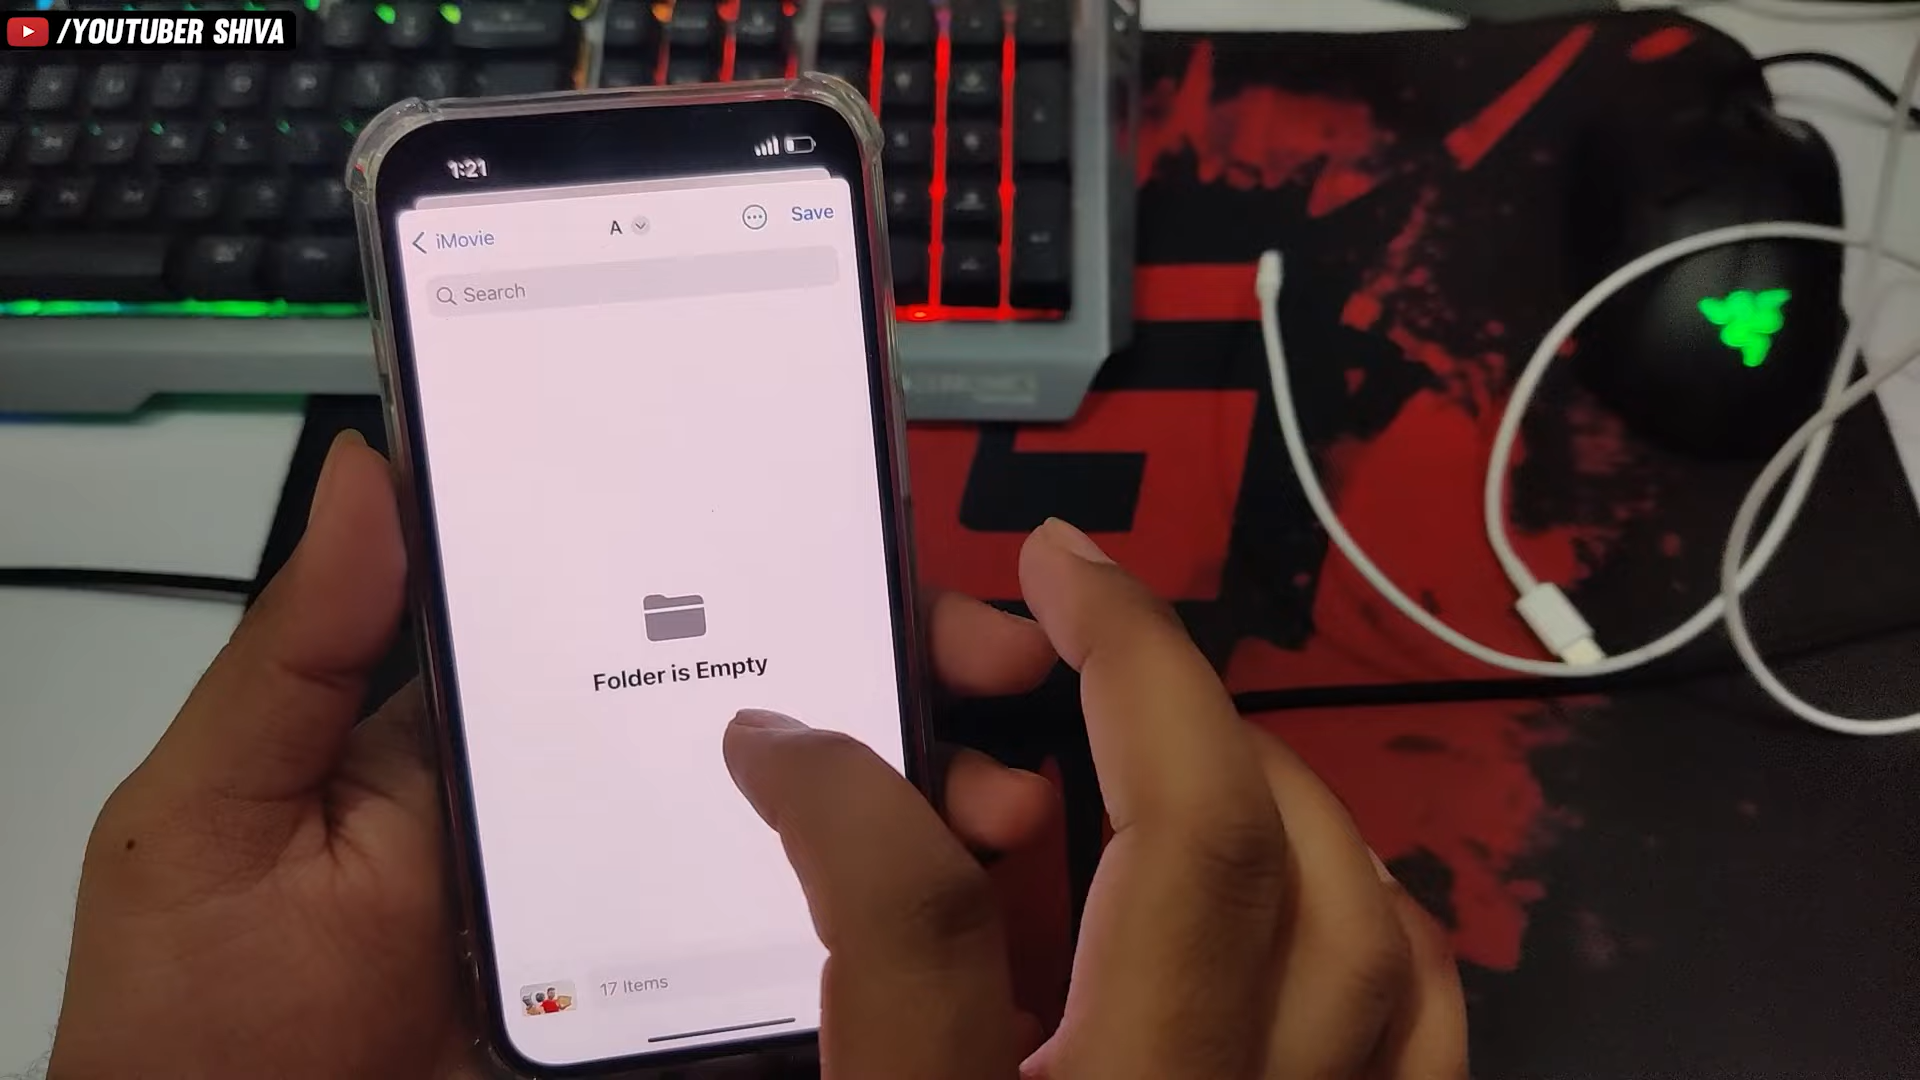 /YOUTUBER SHIVA
1:21
iMovie
A
Save
Search
Folder is Empty
17 Items